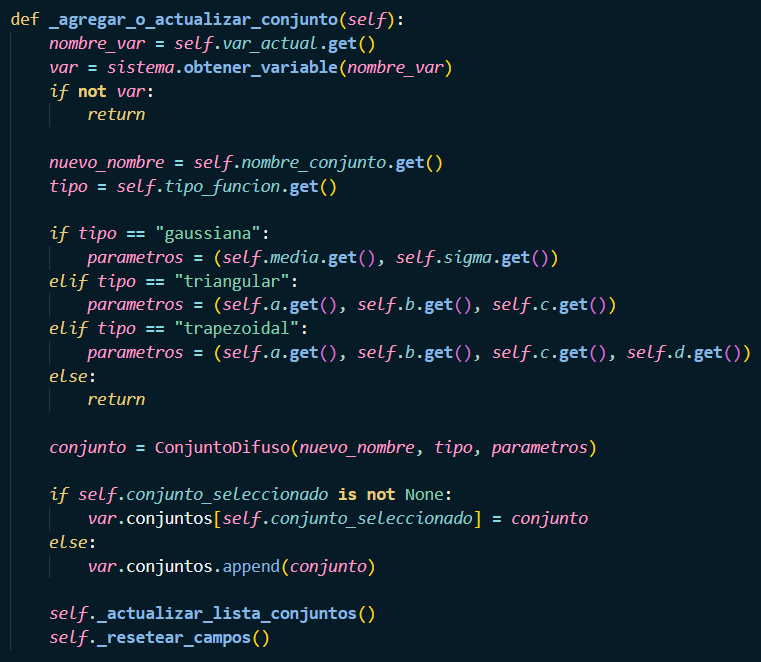 def _agregar_o_actualizar_conjunto(self):
    nombre_var = self.var_actual.get()
    var = sistema.obtener_variable(nombre_var)
    if not var:
        return

    nuevo_nombre = self.nombre_conjunto.get()
    tipo = self.tipo_funcion.get()

    if tipo == "gaussiana":
        parametros = (self.media.get(), self.sigma.get())
    elif tipo == "triangular":
        parametros = (self.a.get(), self.b.get(), self.c.get())
    elif tipo == "trapezoidal":
        parametros = (self.a.get(), self.b.get(), self.c.get(), self.d.get())
    else:
        return

    conjunto = ConjuntoDifuso(nuevo_nombre, tipo, parametros)

    if self.conjunto_seleccionado is not None:
        var.conjuntos[self.conjunto_seleccionado] = conjunto
    else:
        var.conjuntos.append(conjunto)

    self._actualizar_lista_conjuntos()
    self._resetear_campos()